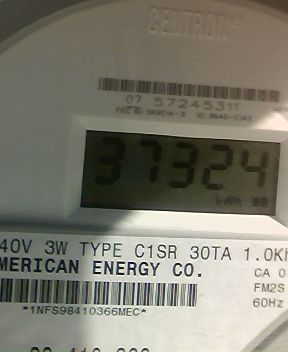 CENTRON®
07 57245311
37324
kWh
40V 3W TYPE C1SR 30TA 1.0Kh
MERICAN ENERGY CO.
CA 0
FM2S
60Hz
*1NFS98410366MEC*